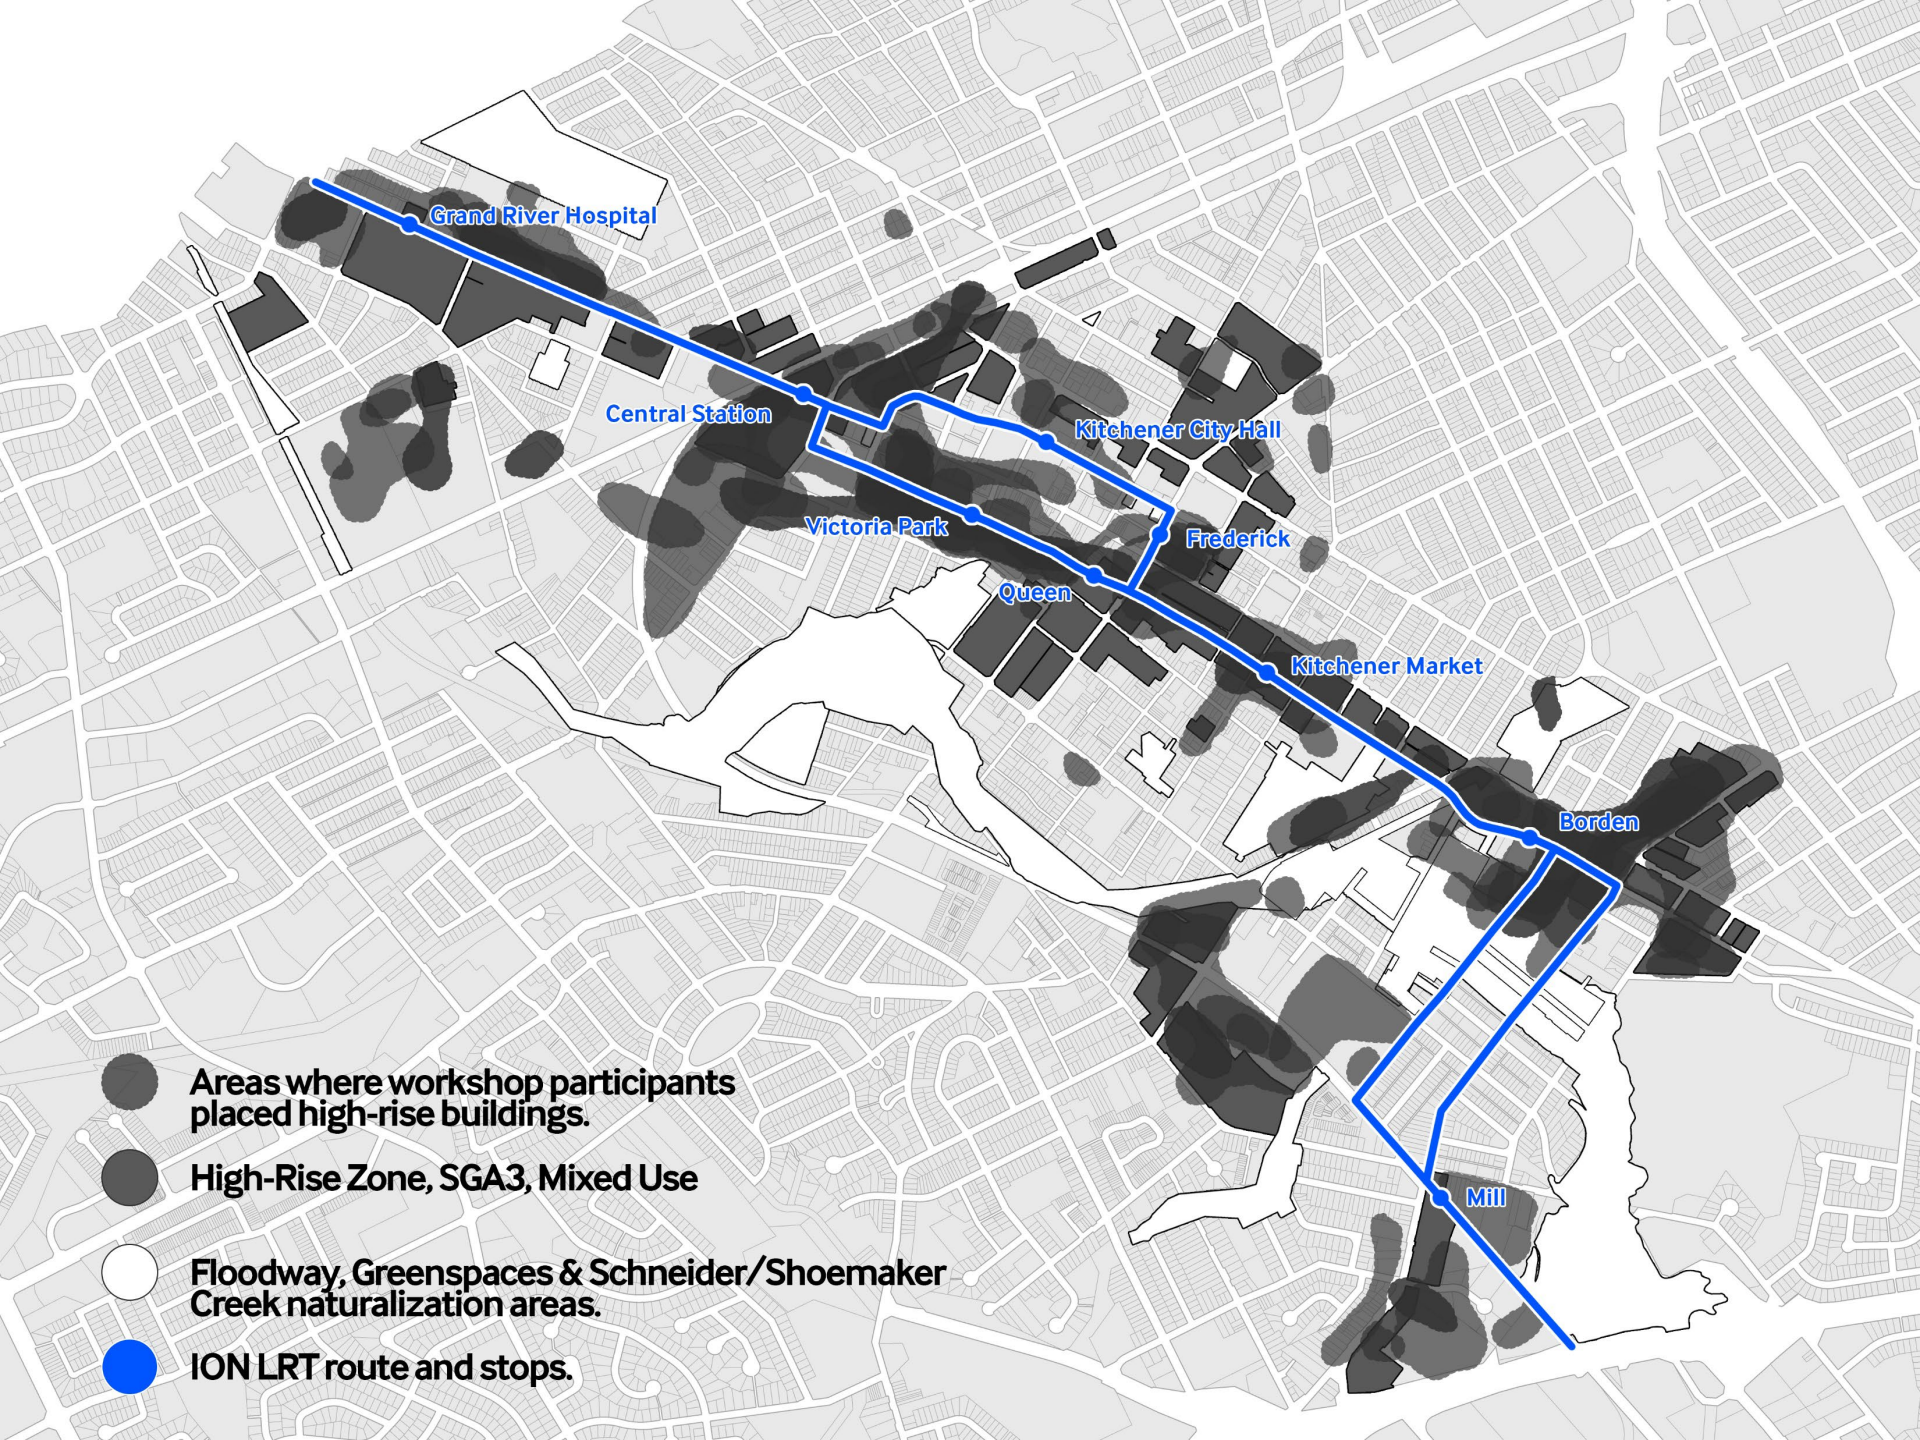 Grand River Hospital
Central Station
Kitchener City Hall
Victoria Park
Frederick
Queen
Kitchener Market
Borden
Mill
Areas where workshop participants
placed high-rise buildings.
High-Rise Zone, SGA3, Mixed Use
Floodway, Greenspaces & Schneider/Shoemaker
Creek naturalization areas.
ION LRT route and stops.